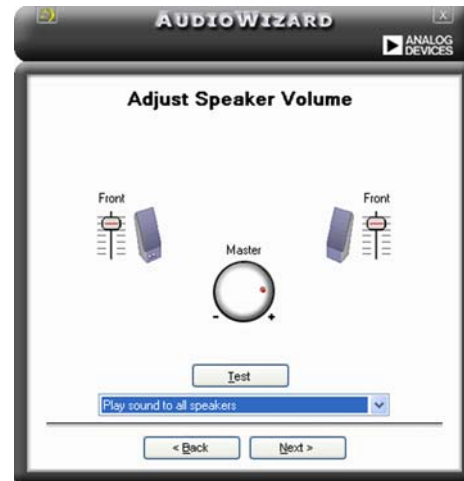 AUDIOWIZARD
X
ANALOG
DEVICES
Adjust Speaker Volume
Front
Front
Master
- +
Test
Play sound to all speakers
< Back Next >